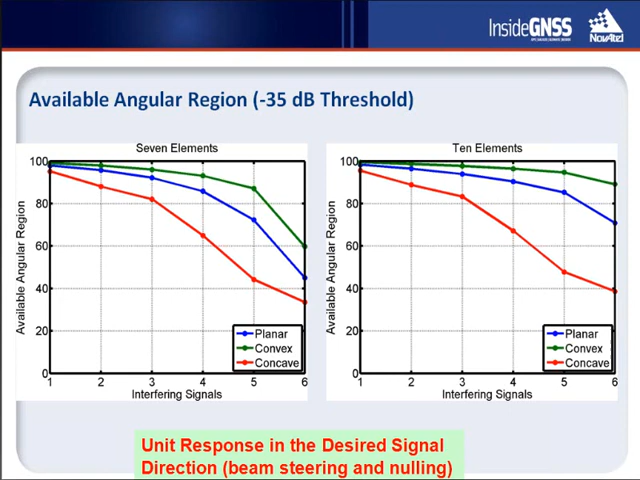 InsideGNSS
NovAtel
Available Angular Region (-35 dB Threshold)
Seven Elements
Available Angular Region
100
80
60
40
20
0
1 2 3 4 5 6
Interfering Signals
Planar
Convex
Concave
Ten Elements
Available Angular Region
100
80
60
40
20
0
1 2 3 4 5 6
Interfering Signals
Planar
Convex
Concave
Unit Response in the Desired Signal
Direction (beam steering and nulling)